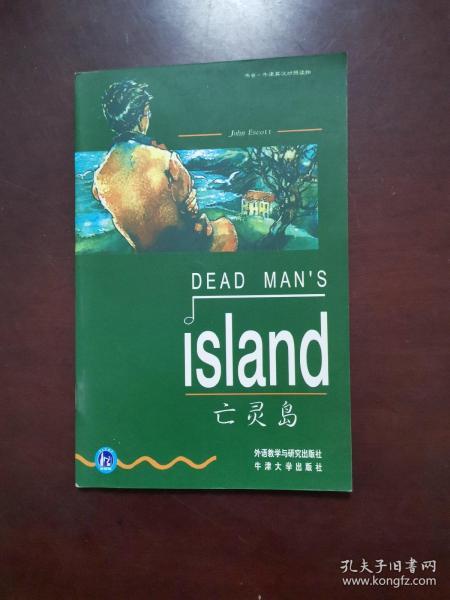 书虫·牛津英汉对照读物
John Escott
DEAD MAN'S
island
亡灵岛
外语教学与研究出版社
牛津大学出版社
孔夫子旧书网
www.kongfz.com